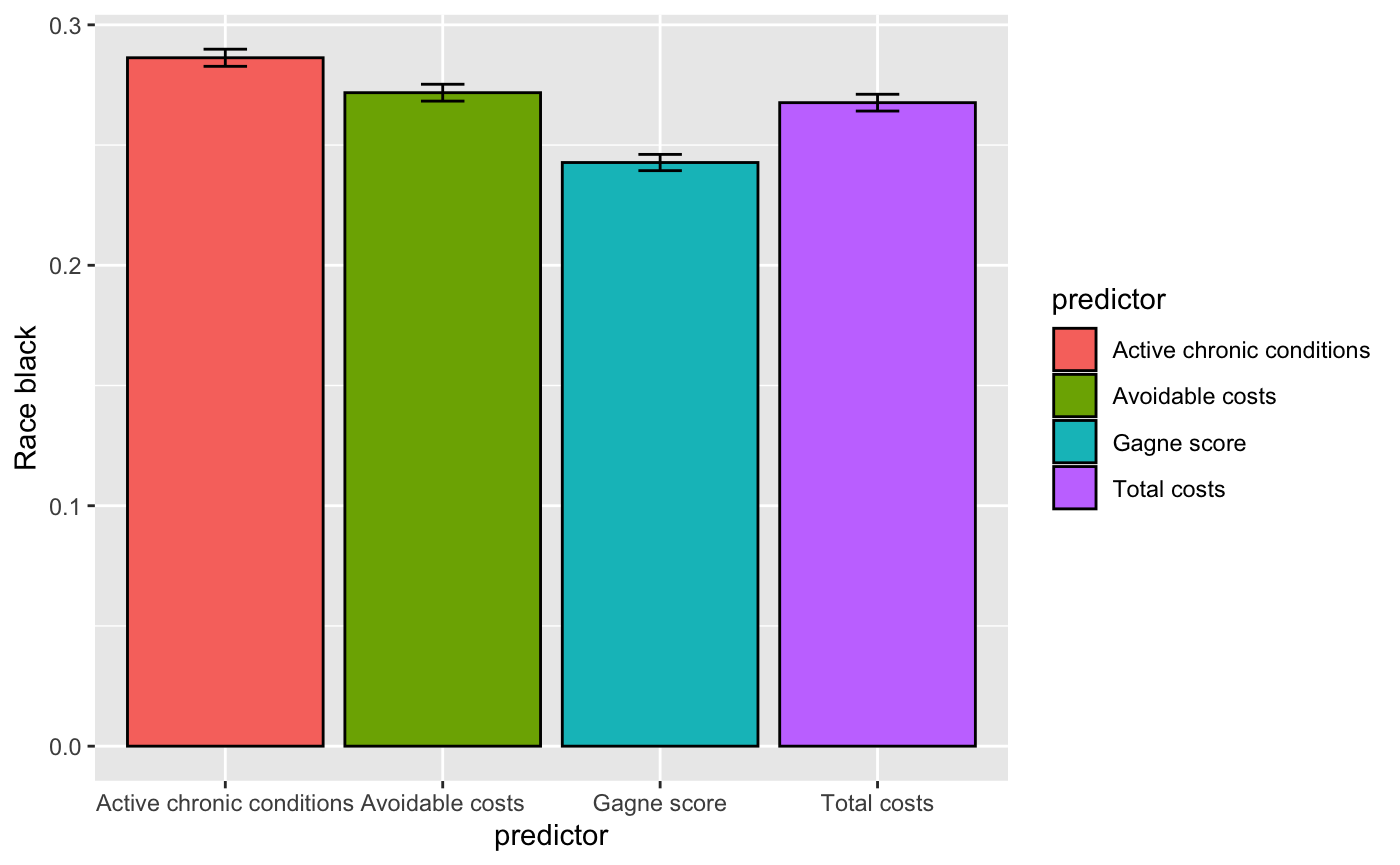 0.3
0.2
0.1
0.0
Race black
Active chronic conditions
Avoidable costs
Gagne score
Total costs
predictor
predictor
Active chronic conditions
Avoidable costs
Gagne score
Total costs